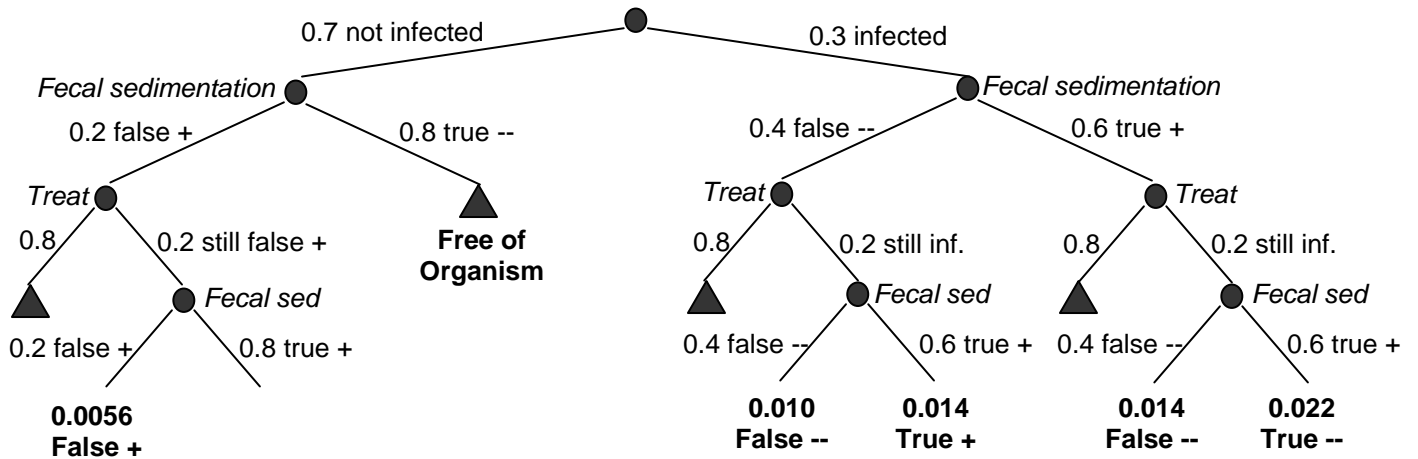 0.7 not infected
0.3 infected
Fecal sedimentation
Fecal sedimentation
0.2 false +
0.8 true --
0.4 false --
0.6 true +
Treat
Treat
Treat
0.8
0.2 still false +
Free of
Organism
0.8
0.2 still inf.
0.8
0.2 still inf.
Fecal sed
Fecal sed
Fecal sed
0.2 false +
0.8 true +
0.4 false --
0.6 true +
0.4 false --
0.6 true +
0.0056
False +
0.010
False --
0.014
True +
0.014
False --
0.022
True --